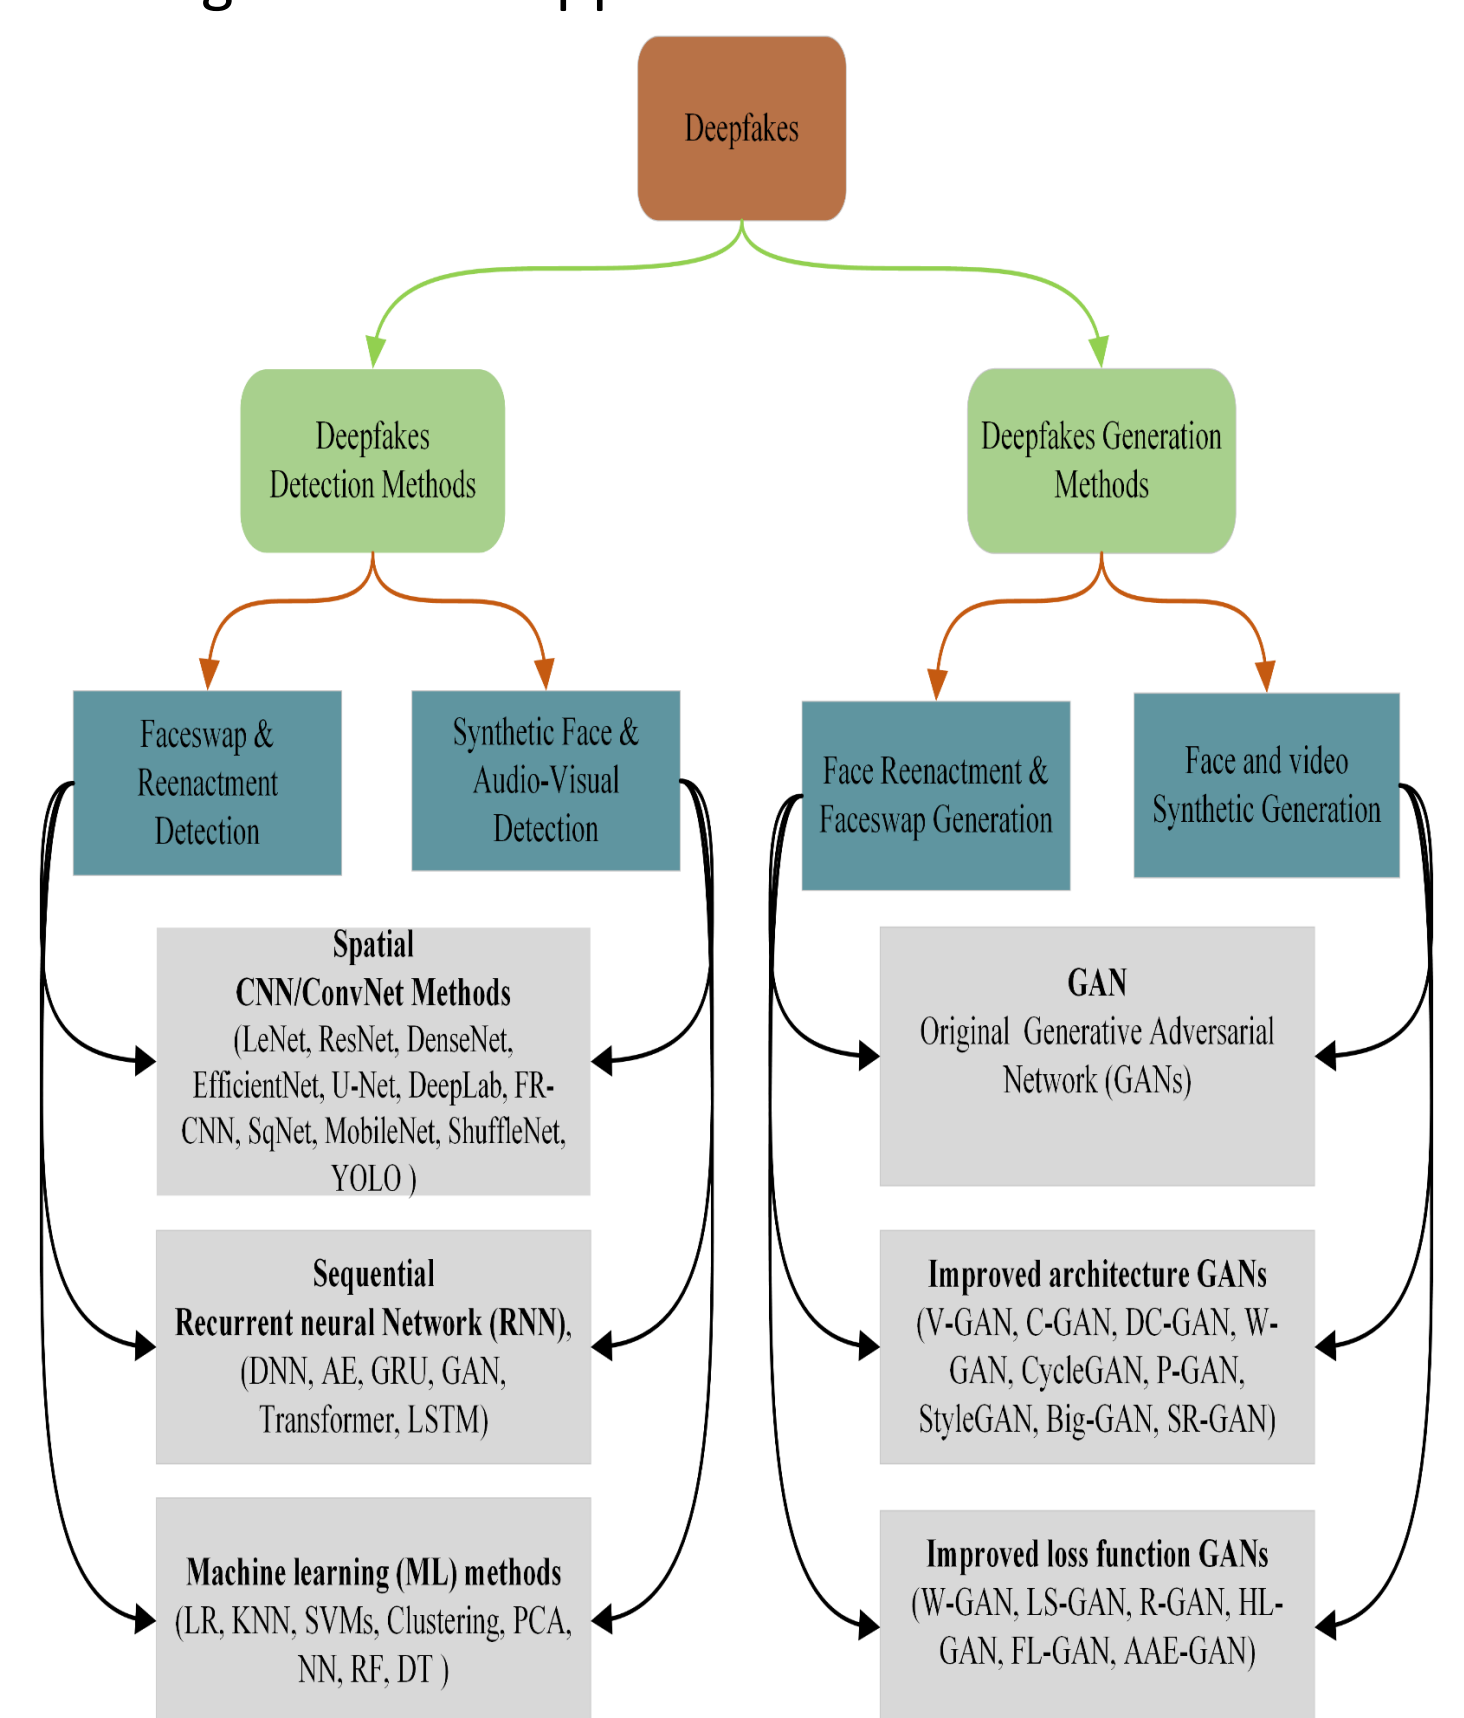 Deepfakes
Deepfakes
Detection Methods
Deepfakes Generation
Methods
Faceswap &
Reenactment
Detection
Synthetic Face &
Audio-Visual
Detection
Face Reenactment &
Faceswap Generation
Face and video
Synthetic Generation
Spatial
CNN/ConvNet Methods
(LeNet, ResNet, DenseNet,
EfficientNet, U-Net, DeepLab, FR-
CNN, SqNet, MobileNet, ShuffleNet,
YOLO )
GAN
Original Generative Adversarial
Network (GANs)
Sequential
Recurrent neural Network (RNN),
(DNN, AE, GRU, GAN,
Transformer, LSTM)
Improved architecture GANs
(V-GAN, C-GAN, DC-GAN, W-
GAN, CycleGAN, P-GAN,
StyleGAN, Big-GAN, SR-GAN)
Machine learning (ML) methods
(LR, KNN, SVMs, Clustering, PCA,
NN, RF, DT )
Improved loss function GANs
(W-GAN, LS-GAN, R-GAN, HL-
GAN, FL-GAN, AAE-GAN)